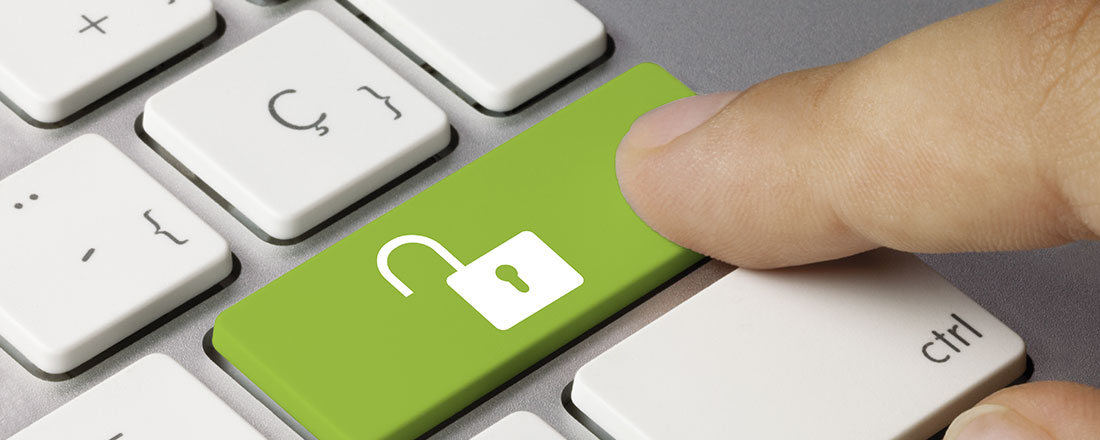 +
Ç }
¨ ´ {
ctrl